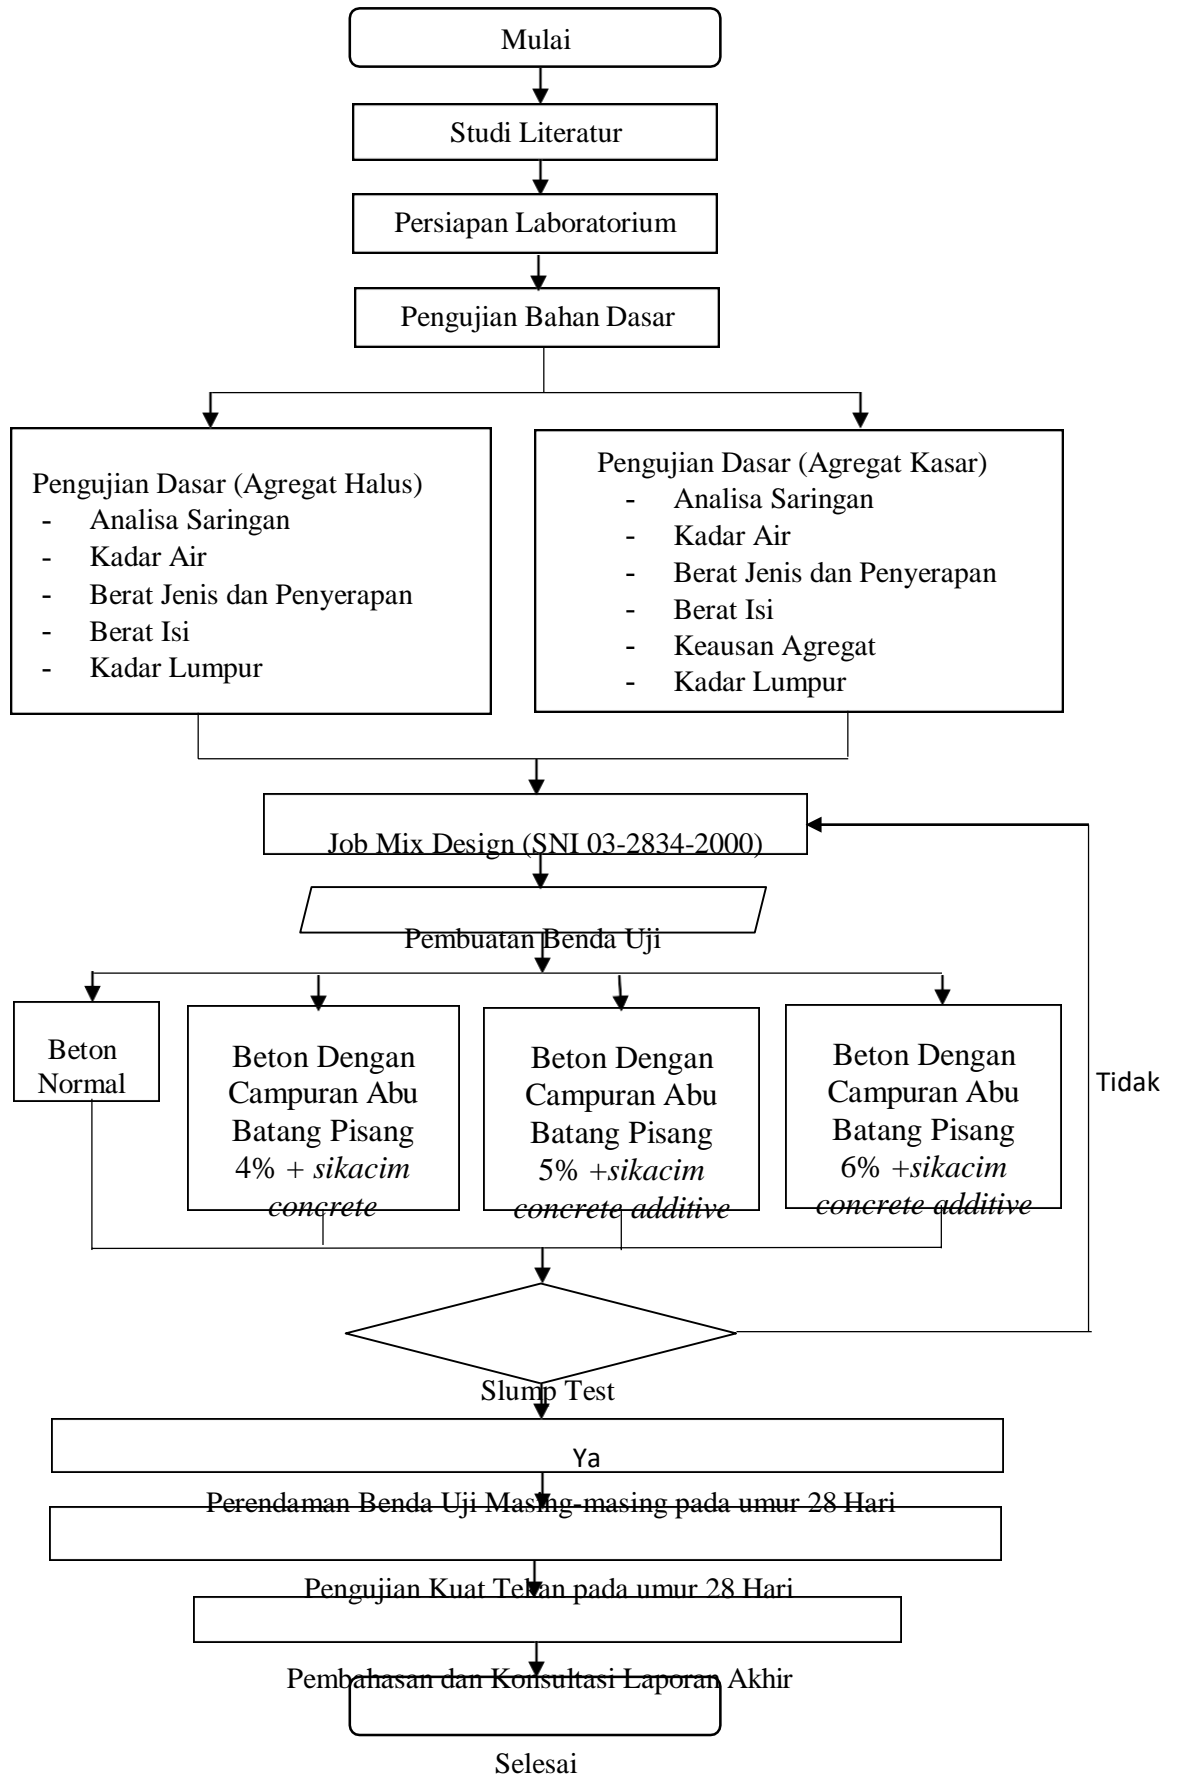 Mulai
Studi Literatur
Persiapan Laboratorium
Pengujian Bahan Dasar
Pengujian Dasar (Agregat Halus)
- Analisa Saringan
- Kadar Air
- Berat Jenis dan Penyerapan
- Berat Isi
- Kadar Lumpur
Pengujian Dasar (Agregat Kasar)
- Analisa Saringan
- Kadar Air
- Berat Jenis dan Penyerapan
- Berat Isi
- Keausan Agregat
- Kadar Lumpur
Job Mix Design (SNI 03-2834-2000)
Pembuatan Benda Uji
Beton
Normal
Beton Dengan
Campuran Abu
Batang Pisang
4% + sikacim
concrete
Beton Dengan
Campuran Abu
Batang Pisang
5% +sikacim
concrete additive
Beton Dengan
Campuran Abu
Batang Pisang
6% +sikacim
concrete additive
Tidak
Slump Test
Ya
Perendaman Benda Uji Masing-masing pada umur 28 Hari
Pengujian Kuat Tekan pada umur 28 Hari
Pembahasan dan Konsultasi Laporan Akhir
Selesai